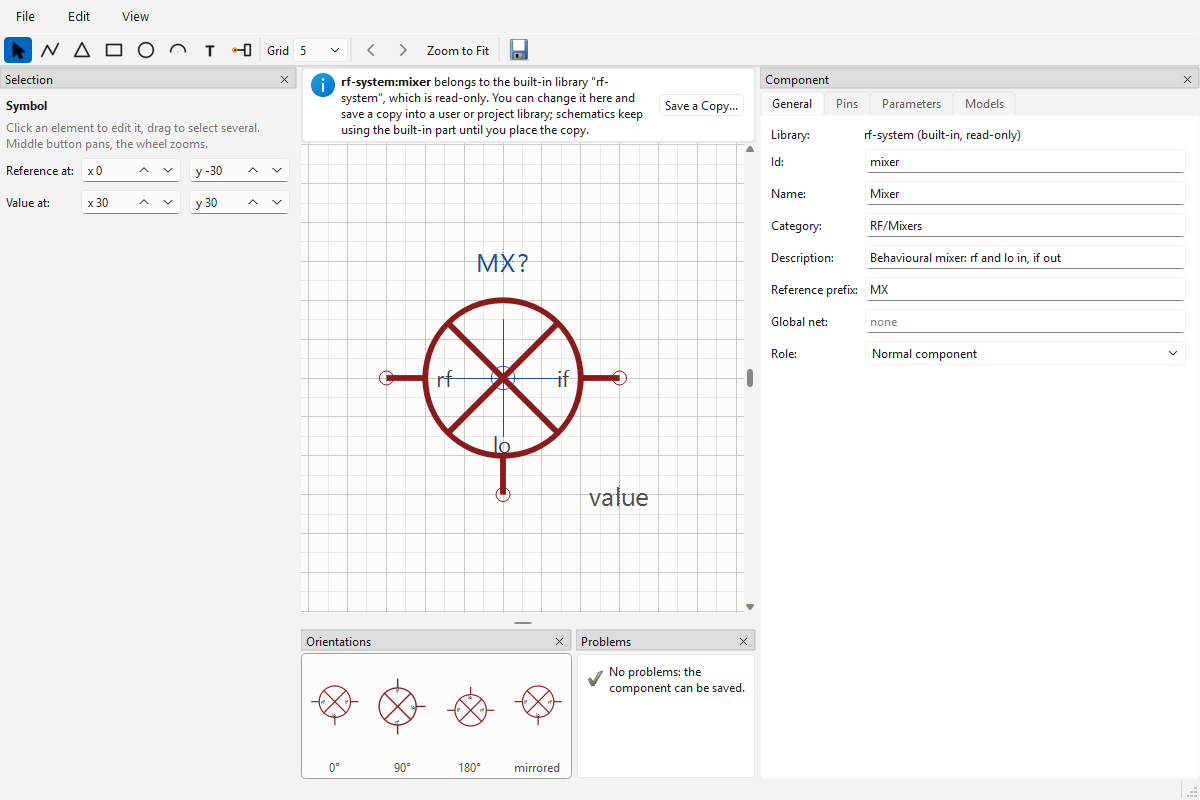 File Edit View
T Grid 5 Zoom to Fit
Selection
Symbol
Click an element to edit it, drag to select several.
Middle button pans, the wheel zooms.
Reference at: x 0 y -30
Value at: x 30 y 30
rf-system:mixer belongs to the built-in library "rf-
system", which is read-only. You can change it here and
save a copy into a user or project library; schematics keep
using the built-in part until you place the copy.
Save a Copy...
MX?
rf if
lo
value
Orientations
0° 90° 180° mirrored
Problems
No problems: the
component can be saved.
Component
General Pins Parameters Models
Library: rf-system (built-in, read-only)
Id: mixer
Name: Mixer
Category: RF/Mixers
Description: Behavioural mixer: rf and lo in, if out
Reference prefix: MX
Global net: none
Role: Normal component